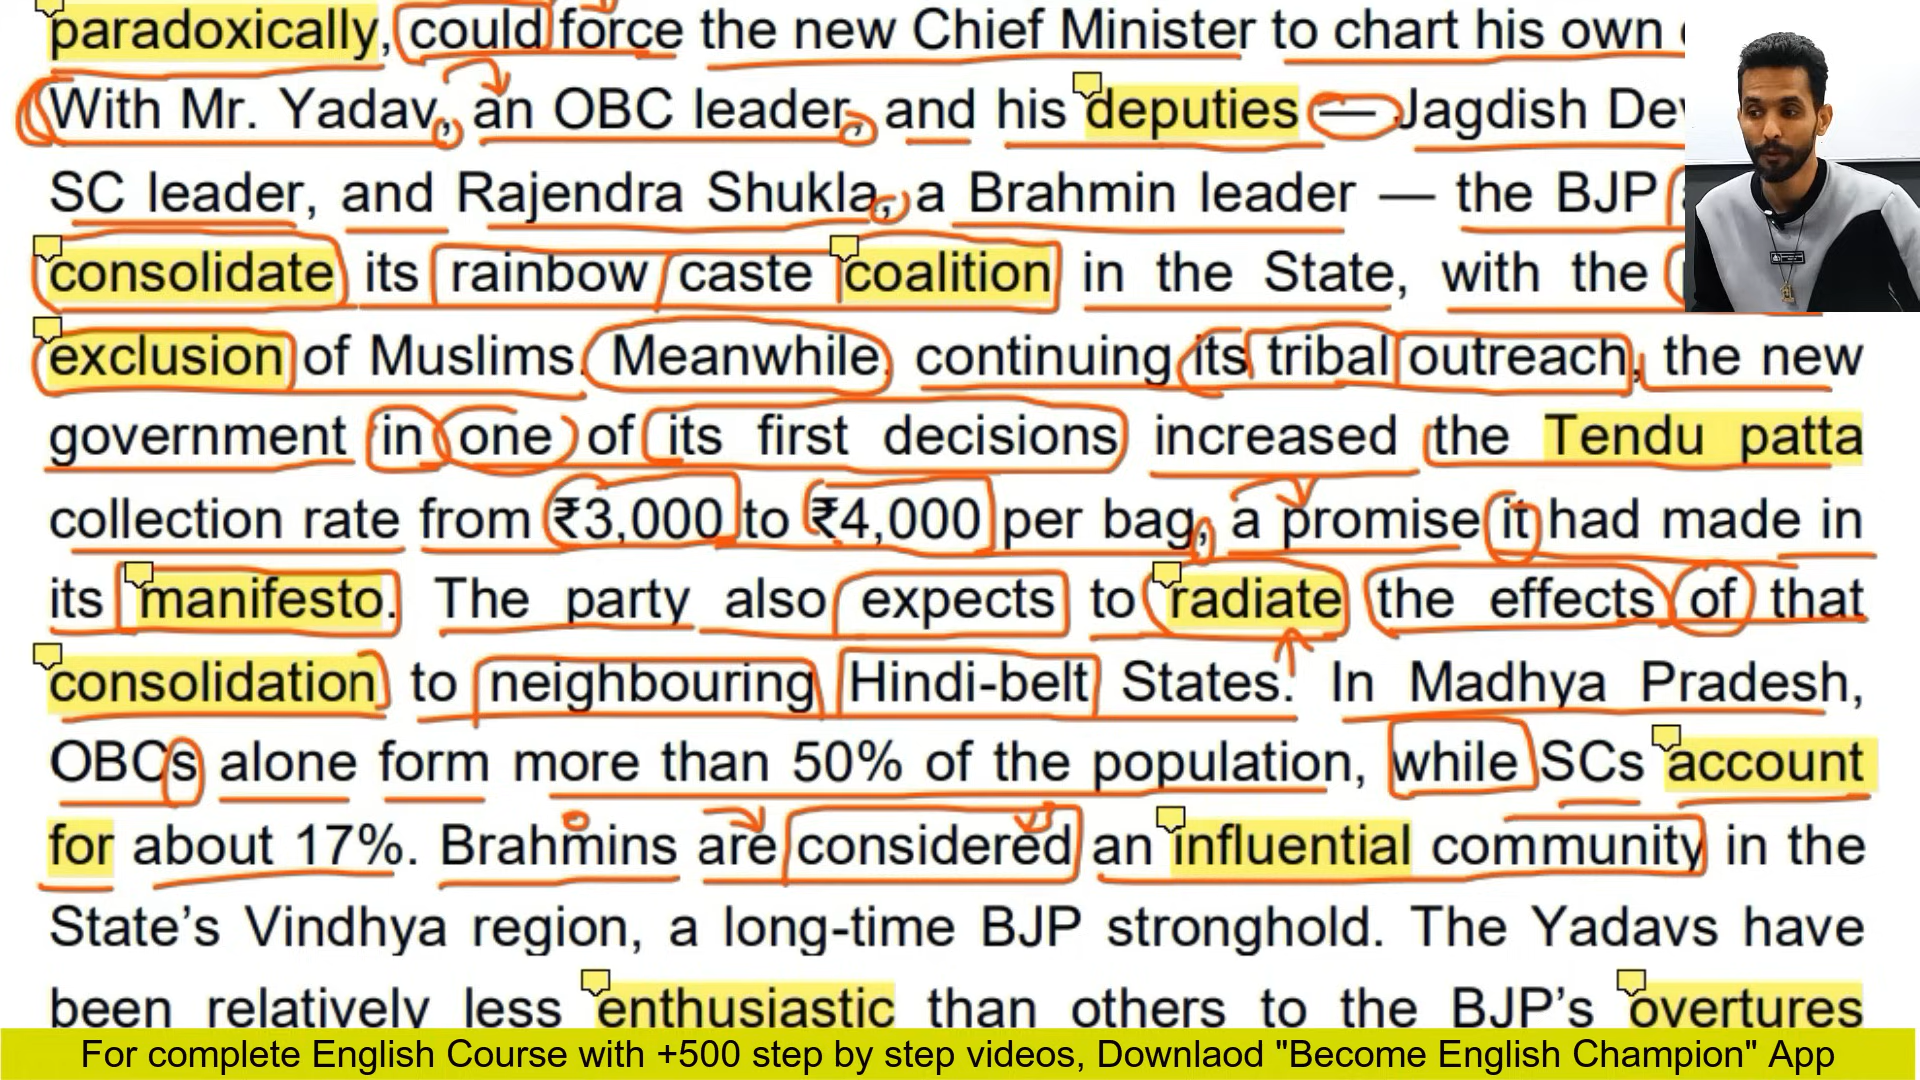 paradoxically, could force the new Chief Minister to chart his own
With Mr. Yadav, an OBC leader, and his deputies — Jagdish
SC leader, and Rajendra Shukla, a Brahmin leader — the BJP
consolidate its rainbow caste coalition in the State, with the
exclusion of Muslims. Meanwhile, continuing its tribal outreach, the new
government in one of its first decisions increased the Tendu patta
collection rate from ₹3,000 to ₹4,000 per bag, a promise it had made in
its manifesto. The party also expects to radiate the effects of that
consolidation to neighbouring Hindi-belt States. In Madhya Pradesh,
OBCs alone form more than 50% of the population, while SCs account
for about 17%. Brahmins are considered an influential community in the
State’s Vindhya region, a long-time BJP stronghold. The Yadavs have
been relatively less enthusiastic than others to the BJP’s overtures
For complete English Course with +500 step by step videos, Downlaod "Become English Champion" App